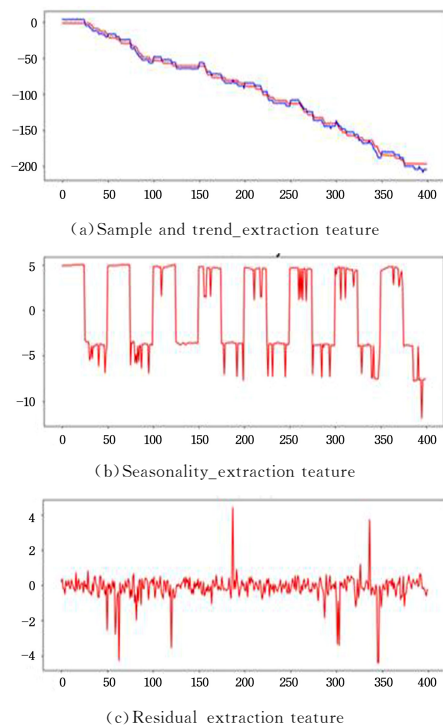 0
−50
−100
−150
−200
0 50 100 150 200 250 300 350 400
(a)Sample and trend_extraction teature
5
0
−5
−10
0 50 100 150 200 250 300 350 400
(b)Seasonality_extraction teature
4
2
0
−2
−4
0 50 100 150 200 250 300 350 400
(c)Residual extraction teature